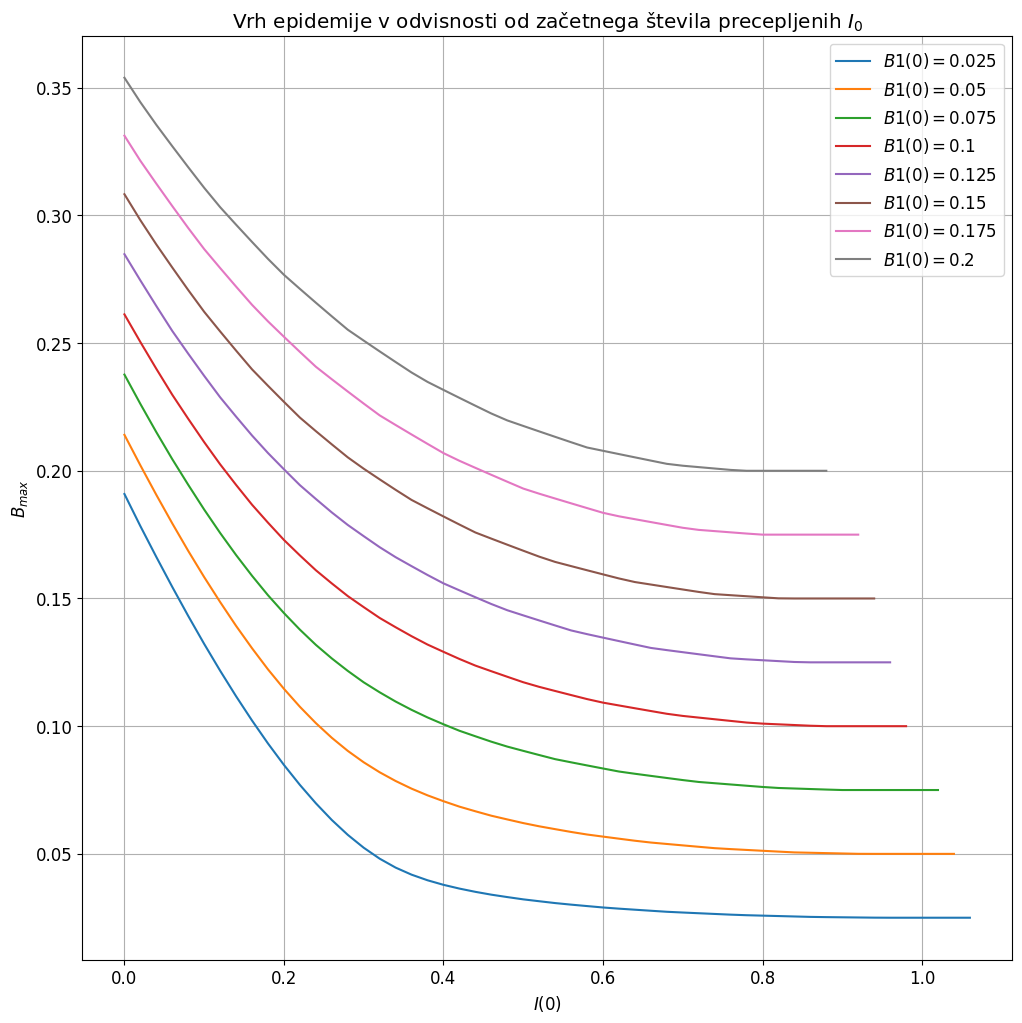 Vrh epidemije v odvisnosti od začetnega števila precepljenih I₀
B1(0) = 0.025
B1(0) = 0.05
B1(0) = 0.075
B1(0) = 0.1
B1(0) = 0.125
B1(0) = 0.15
B1(0) = 0.175
B1(0) = 0.2
0.35
0.30
0.25
0.20
0.15
0.10
0.05
B_max
0.0 0.2 0.4 0.6 0.8 1.0
I(0)